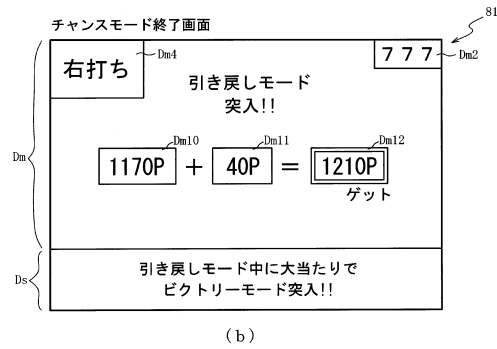 チャンスモード終了画面
81
右打ち
Dm4
7 7 7
Dm2
引き戻しモード
突入!!
Dm
Dm10
Dm11
Dm12
1170P + 40P = 1210P
ゲット
Ds
引き戻しモード中に大当たりで
ビクトリーモード突入!!
(b)